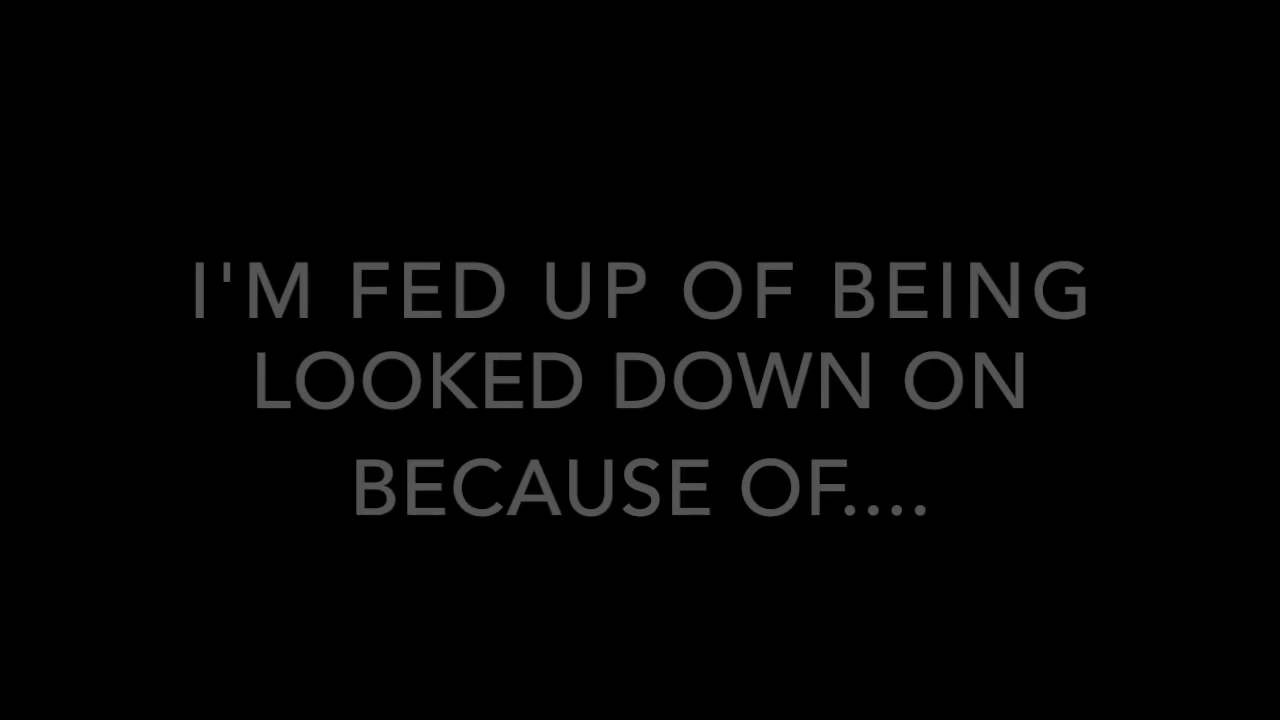 I'M FED UP OF BEING
LOOKED DOWN ON
BECAUSE OF....